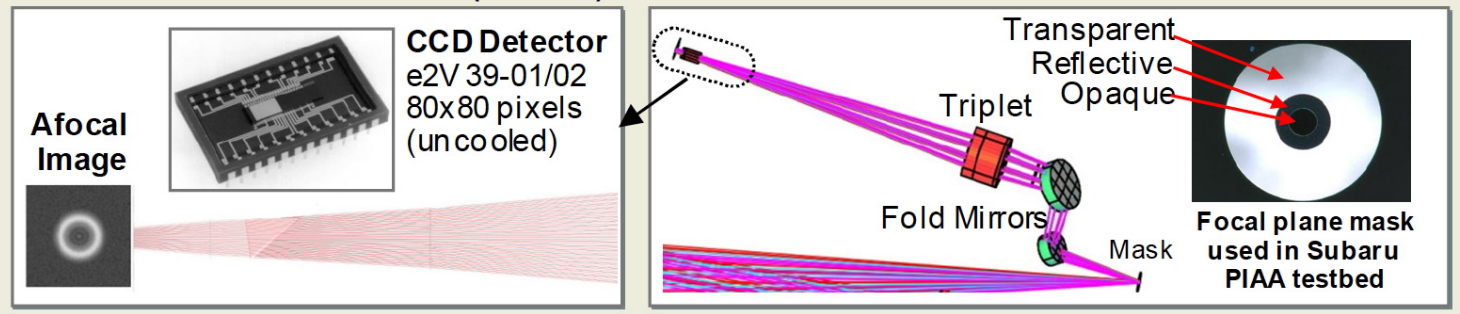 CCD Detector
e2V 39-01/02
80x80 pixels
(uncooled)
Afocal
Image
Transparent
Reflective
Opaque
Triplet
Fold Mirrors
Mask
Focal plane mask
used in Subaru
PIAA testbed